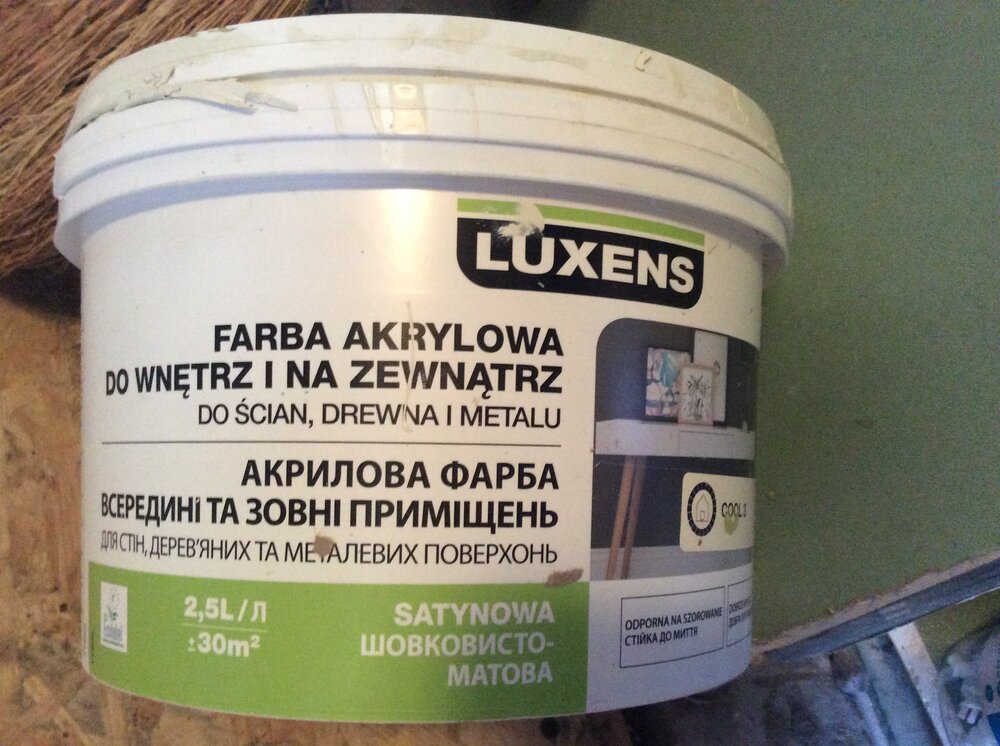 LUXENS
FARBA AKRYLOWA
DO WNĘTRZ I NA ZEWNĄTRZ
DO ŚCIAN, DREWNA I METALU
АКРИЛОВА ФАРБА
ВСЕРЕДИНІ ТА ЗОВНІ ПРИМІЩЕНЬ
ДЛЯ СТІН, ДЕРЕВ'ЯНИХ ТА МЕТАЛЕВИХ ПОВЕРХОНЬ
COOL
2,5L/Л
±30m²
SATYNOWA
ШОВКОВИСТО-
МАТОВА
ODPORNA NA SZOROWANIE
СТІЙКА ДО МИТТЯ